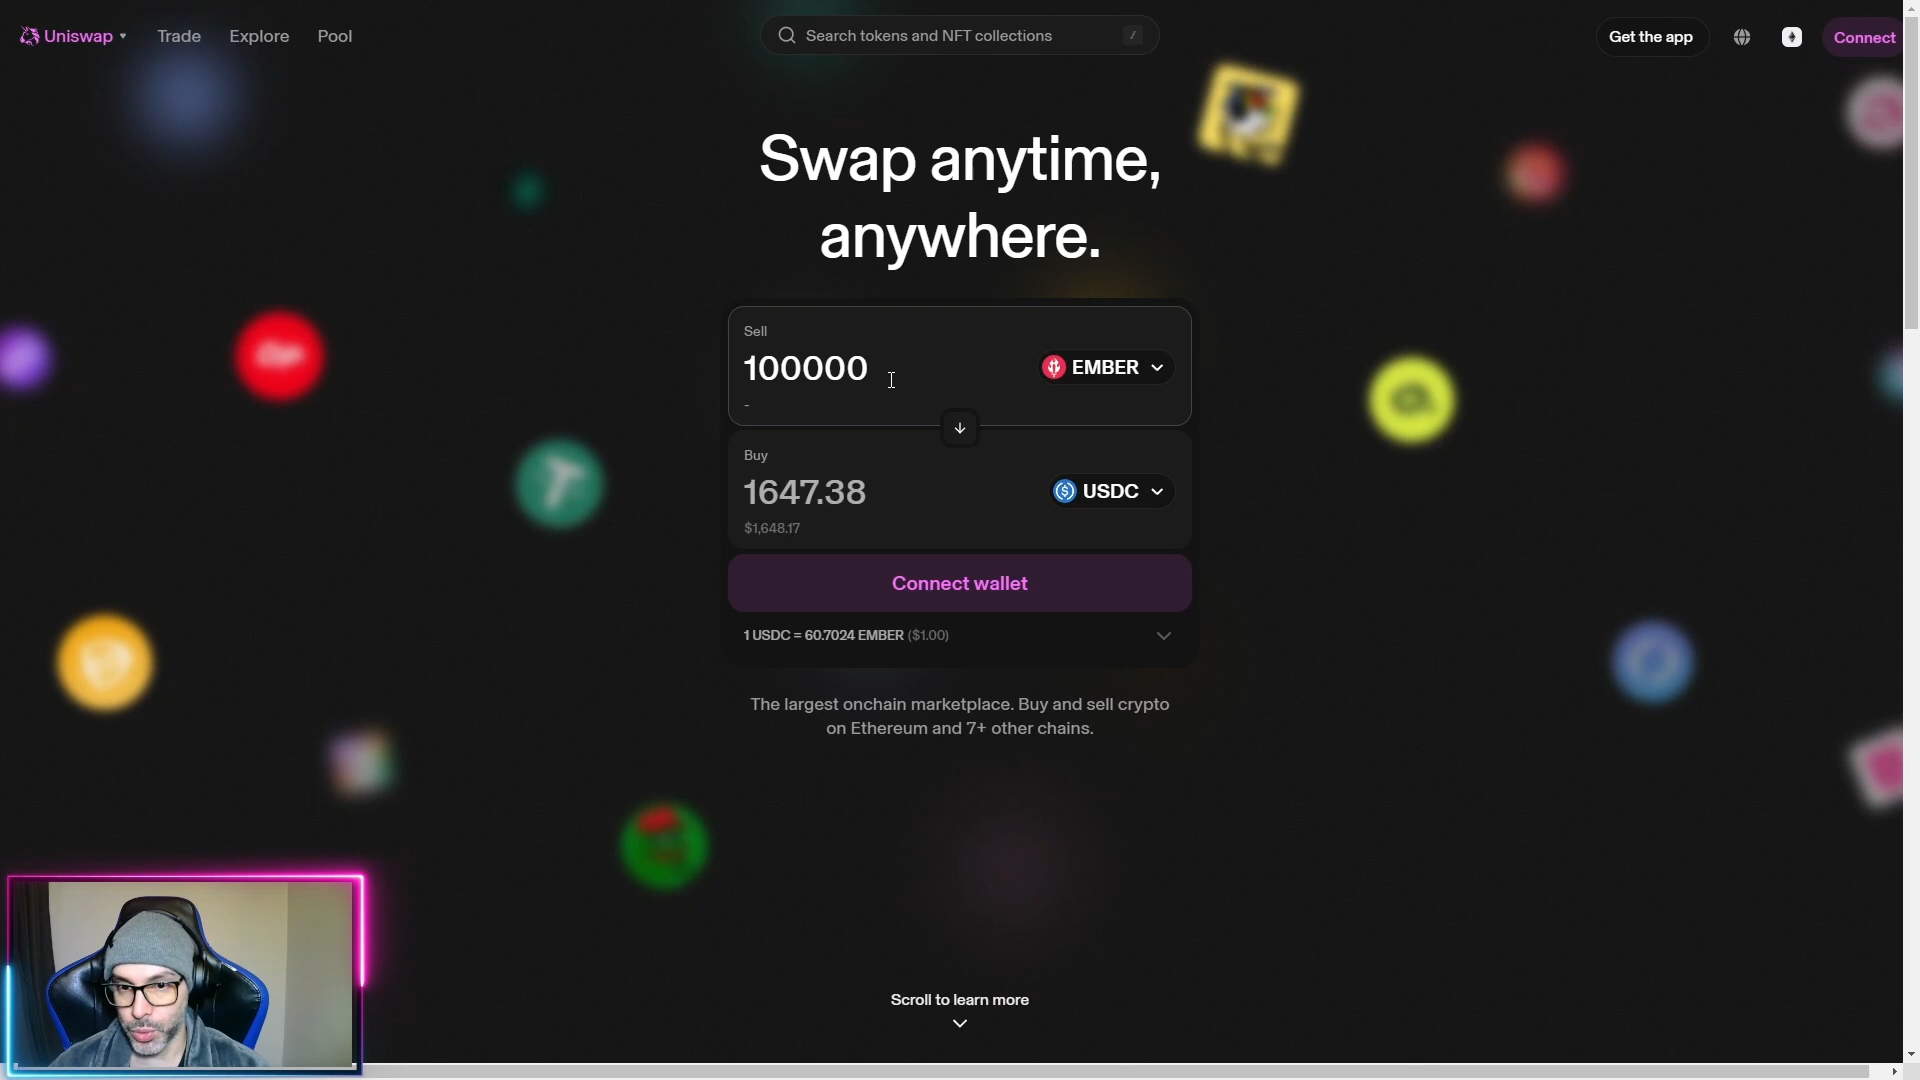 Uniswap
Trade
Explore
Pool
Search tokens and NFT collections
/
Get the app
Connect
Swap anytime,
anywhere.
Sell
100000
EMBER
-
Buy
1647.38
USDC
$1,648.17
Connect wallet
1 USDC = 60.7024 EMBER ($1.00)
The largest onchain marketplace. Buy and sell crypto
on Ethereum and 7+ other chains.
Scroll to learn more